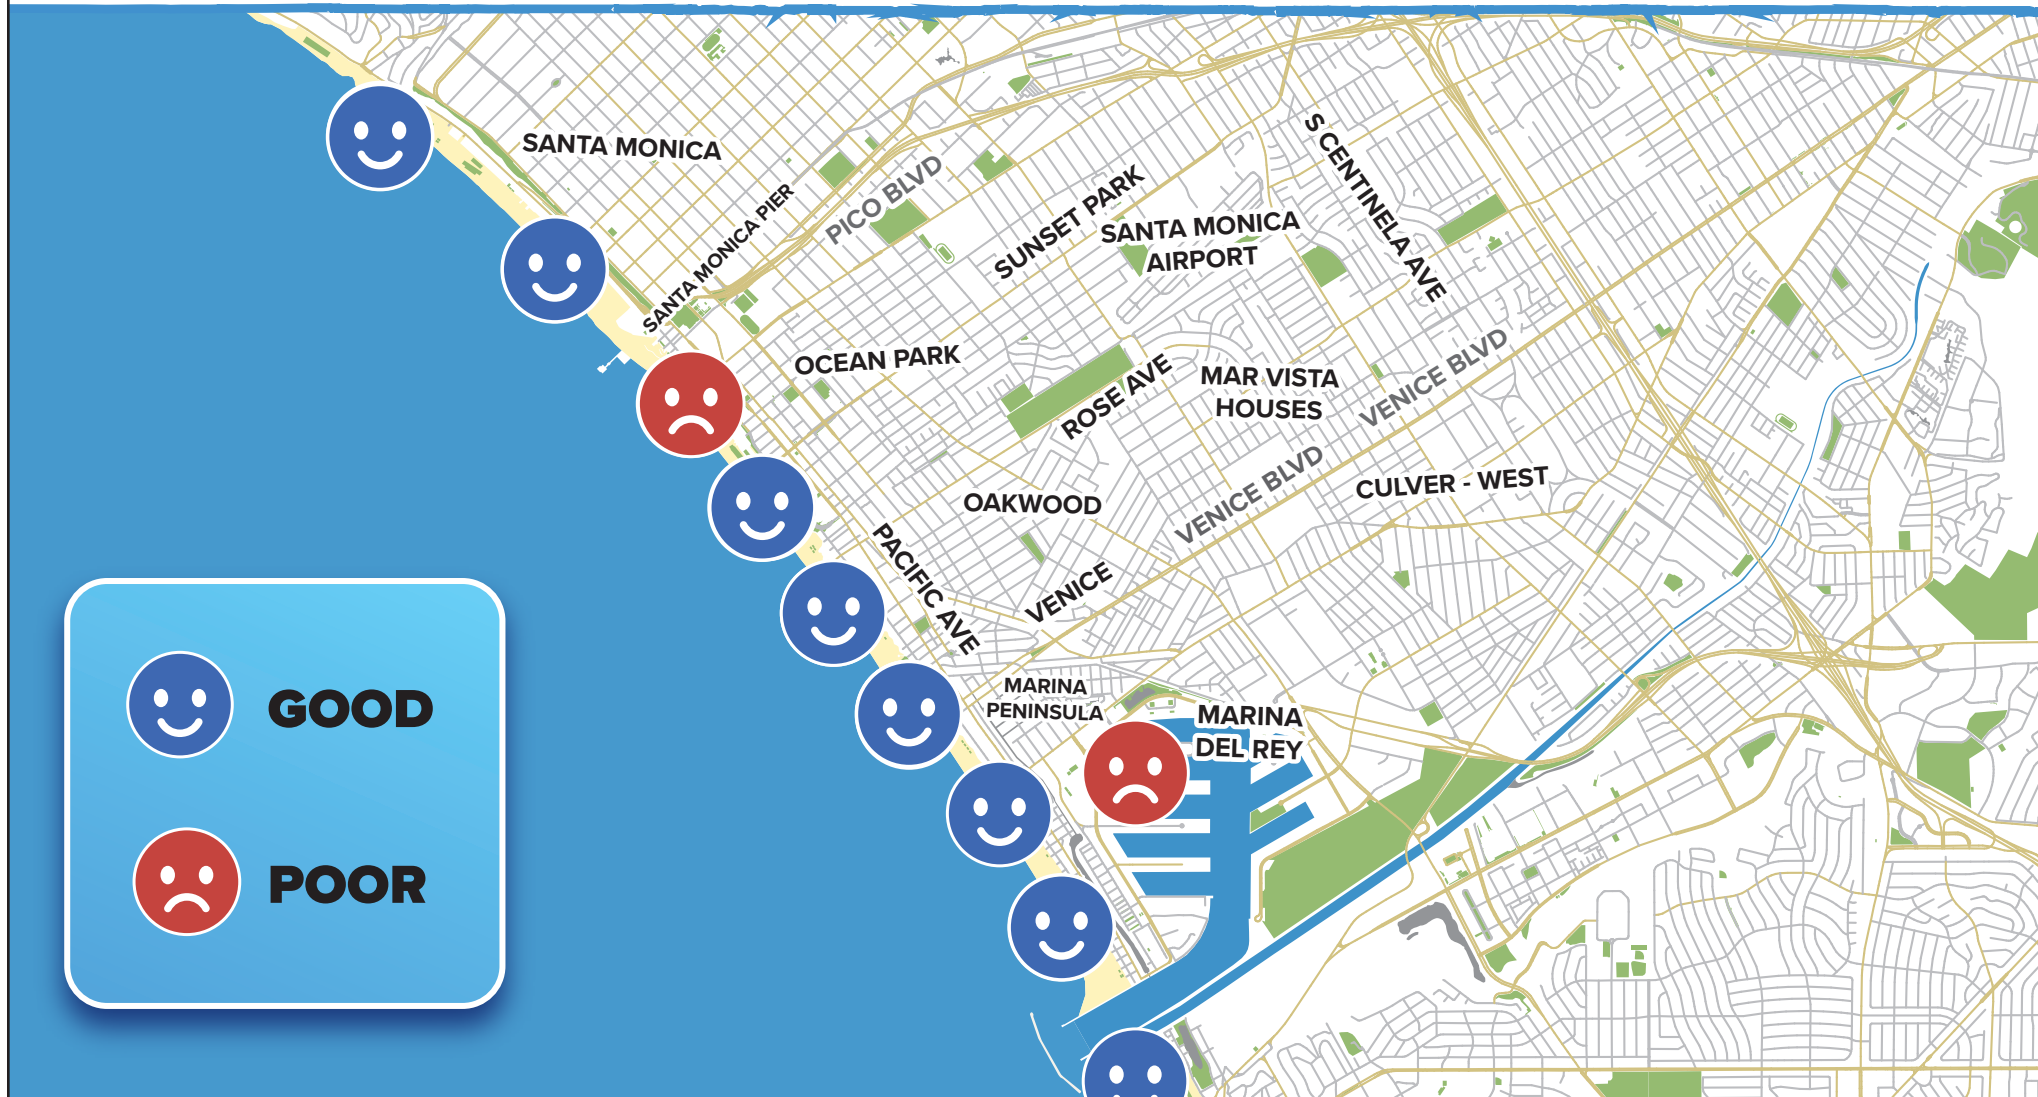 SANTA MONICA
SANTA MONICA PIER
PICO BLVD
SUNSET PARK
SANTA MONICA
AIRPORT
S CENTINELA AVE
OCEAN PARK
ROSE AVE
MAR VISTA
HOUSES
VENICE BLVD
VENICE BLVD
CULVER - WEST
OAKWOOD
PACIFIC AVE
VENICE
MARINA
PENINSULA
MARINA
DEL REY
GOOD
POOR